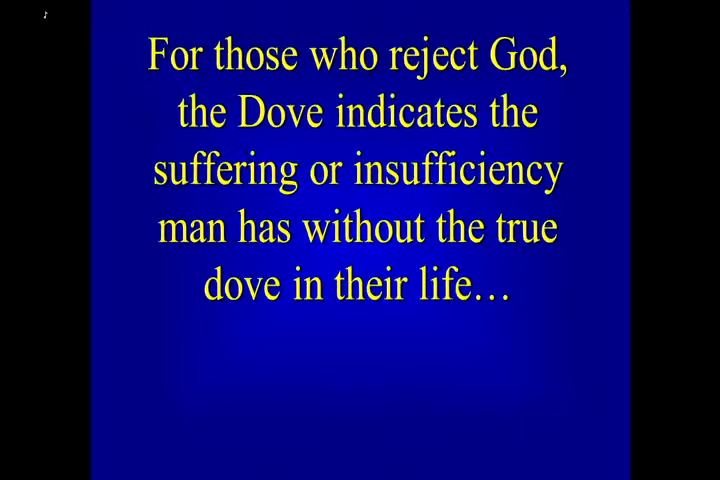 For those who reject God,
the Dove indicates the
suffering or insufficiency
man has without the true
dove in their life…